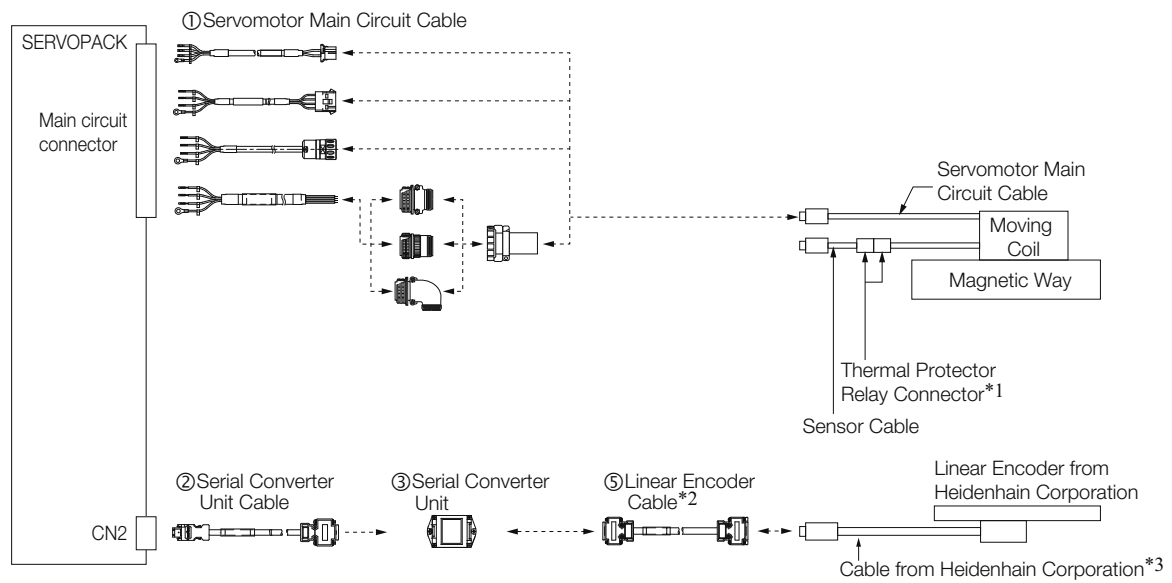 ①Servomotor Main Circuit Cable
SERVOPACK
Main circuit
connector
Servomotor Main
Circuit Cable
Moving
Coil
Magnetic Way
Thermal Protector
Relay Connector*1
Sensor Cable
②Serial Converter
Unit Cable
③Serial Converter
Unit
⑤Linear Encoder
Cable*2
Linear Encoder from
Heidenhain Corporation
CN2
Cable from Heidenhain Corporation*3